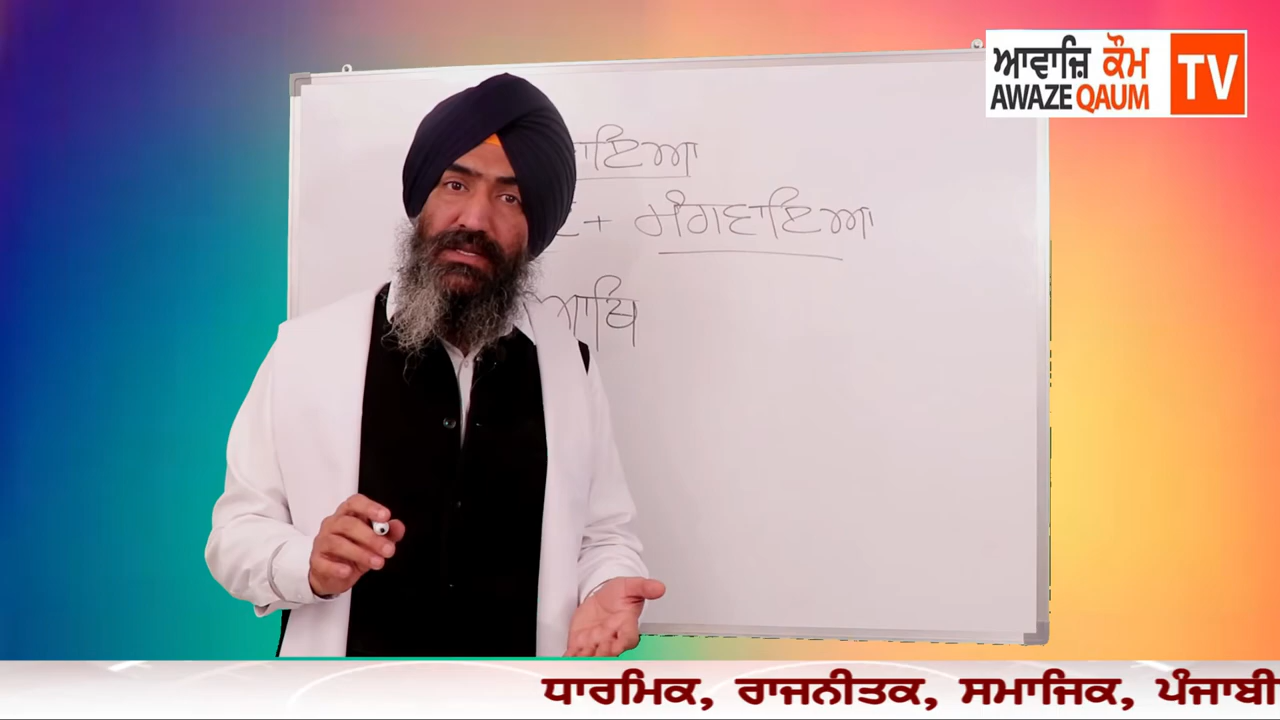 ਆਵਾਜ਼ਿ ਕੌਮ TV
AWAZE QAUM
+ ਮੰਗਵਾਇਆ
ਧਾਰਮਿਕ, ਰਾਜਨੀਤਕ, ਸਮਾਜਿਕ, ਪੰਜਾਬੀ